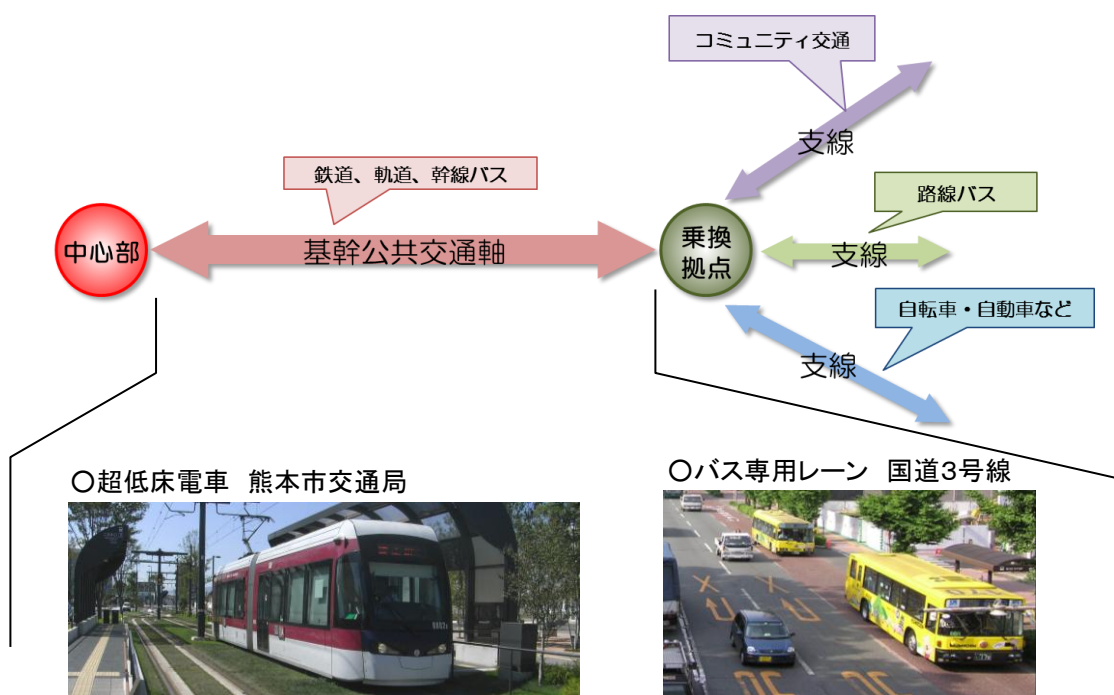 コミュニティ交通
支線
鉄道、軌道、幹線バス
路線バス
中心部
基幹公共交通軸
乗換
拠点
支線
自転車・自動車など
支線
○超低床電車 熊本市交通局
○バス専用レーン 国道3号線